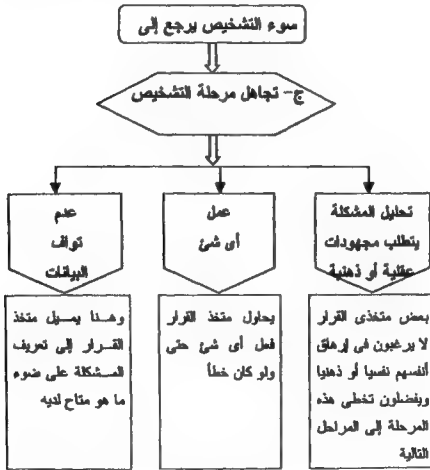 سوء التشخيص يرجع إلى
ج- تجاهل مرحلة التشخيص
تحليل المشكلة
يتطلب مجهودات
عقلية أو ذهنية
بعض متخذى القرار
لا يرغبون فى إرهاق
أنفسهم نفسيا أو ذهنيا
ويفضلون تخطى هذه
المرحلة إلى المراحل
التالية
عمل
أى شئ
يحاول متخذ القرار
فعل أى شئ حتى
ولو كان خطأ
عدم
توافر
البيانات
وهنا يميل متخذ
القرار إلى تعريف
المشكلة على ضوء
ما هو متاح لديه